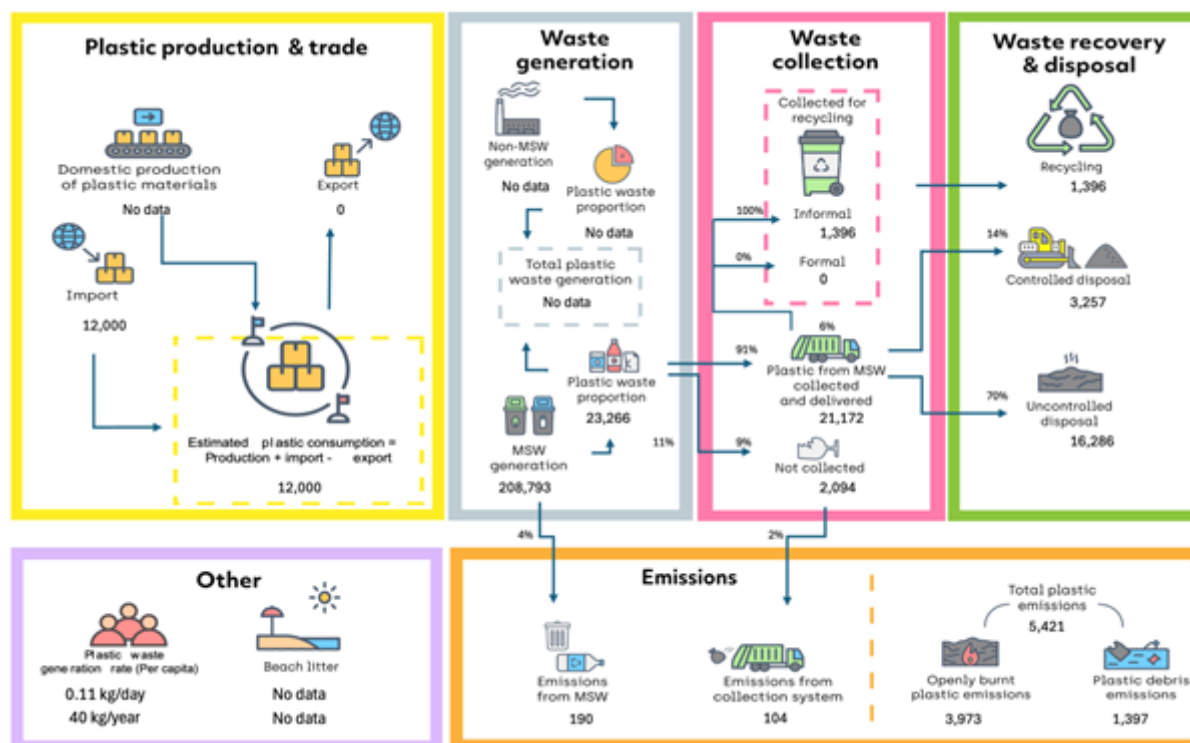 Plastic production & trade
Domestic production
of plastic materials
No data
Export
0
Import
12,000
Estimated plastic consumption =
Production + import - export
12,000
Waste
generation
Non-MSW
generation
No data
Plastic waste
proportion
No data
Total plastic
waste generation
No data
Plastic waste
proportion
23,266
MSW
generation
208,793
11%
Waste
collection
Collected for
recycling
100%
Informal
1,396
0%
Formal
0
6%
91%
Plastic from MSW
collected
and delivered
21,172
9%
Not collected
2,094
Waste recovery
& disposal
Recycling
1,396
14%
Controlled disposal
3,257
70%
Uncontrolled
disposal
16,286
Other
Plastic waste
generation rate (Per capita)
0.11 kg/day
40 kg/year
Beach litter
No data
No data
Emissions
4%
Emissions
from MSW
190
2%
Emissions from
collection system
104
Total plastic
emissions
5,421
Openly burnt
plastic emissions
3,973
Plastic debris
emissions
1,397